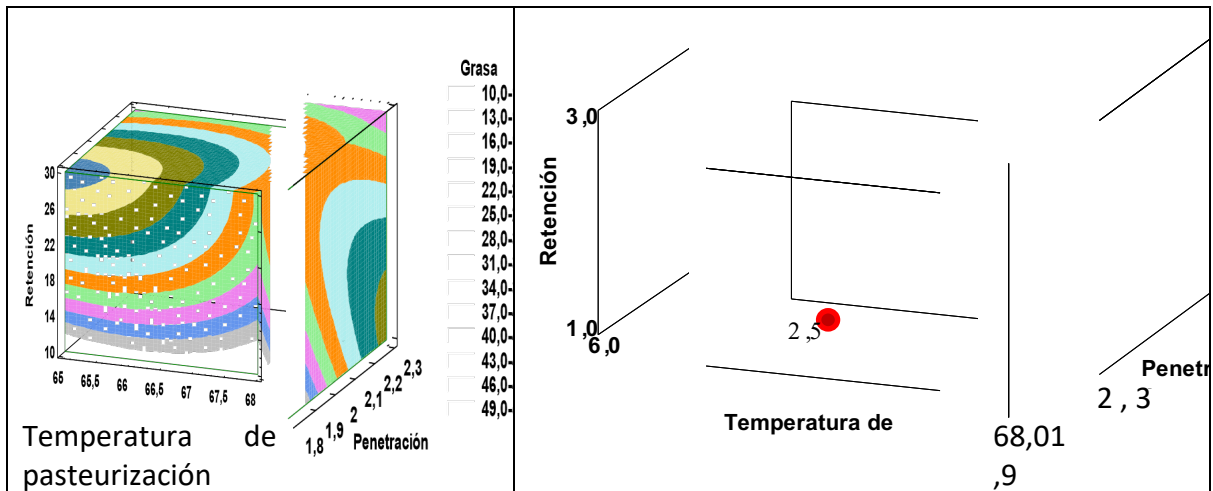 Grasa
10,0-
13,0-
16,0-
19,0-
22,0-
25,0-
28,0-
31,0-
34,0-
37,0-
40,0-
43,0-
46,0-
49,0-
Retención
30
26
22
18
14
10
65 65,5 66 66,5 67 67,5 68
1,8 1,9 2 2,1 2,2 2,3
Penetración
Temperatura de
pasteurización
Retención
3,0
1,0
6,0
2,5
Temperatura de
68,01
,9
2 , 3
Penetr